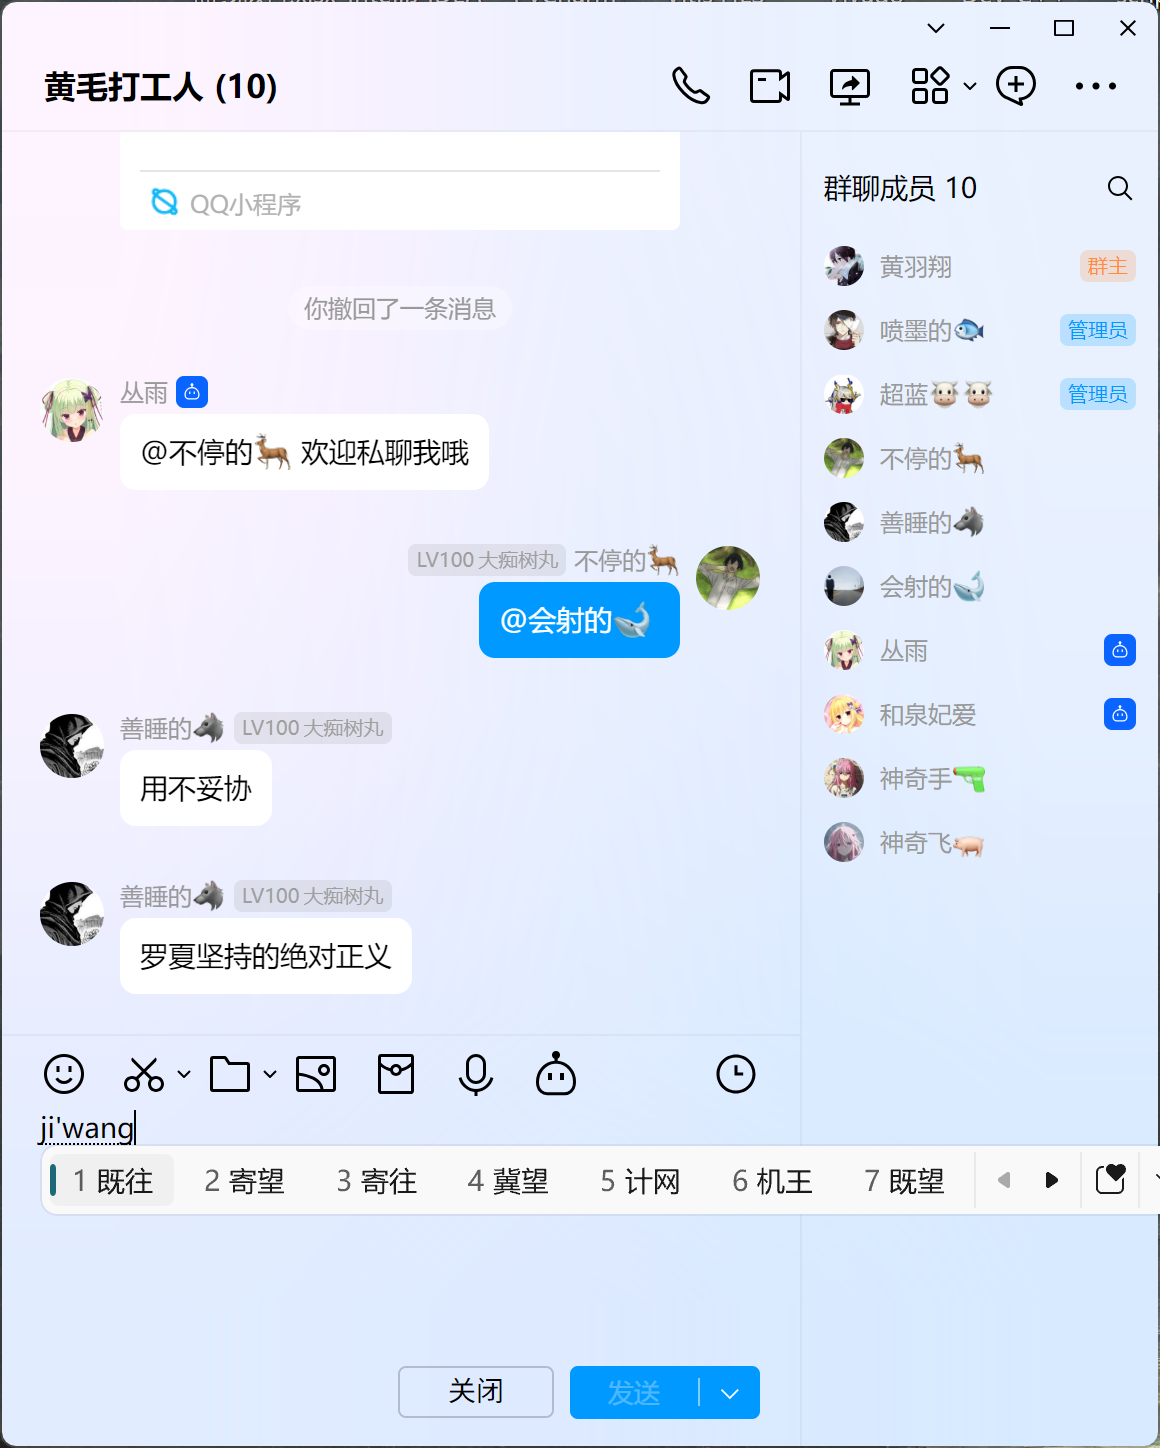 黄毛打工人 (10)
QQ小程序
你撤回了一条消息
丛雨
@不停的🦌 欢迎私聊我哦
LV100 大痴树丸 不停的🦌
@会射的🐋
善睡的🐺 LV100 大痴树丸
用不妥协
善睡的🐺 LV100 大痴树丸
罗夏坚持的绝对正义
群聊成员 10
黄羽翔 群主
喷墨的🐟 管理员
超蓝🐮🐮 管理员
不停的🦌
善睡的🐺
会射的🐋
丛雨
和泉妃爱
神奇手🔫
神奇飞🐖
ji'wang
1 既往 2 寄望 3 寄往 4 冀望 5 计网 6 机王 7 既望
关闭 发送